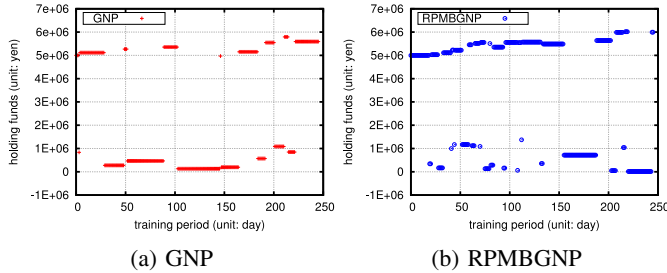 GNP
7e+06
6e+06
5e+06
4e+06
3e+06
2e+06
1e+06
0
-1e+06
holding funds (unit: yen)
0 50 100 150 200 250
training period (unit: day)
(a) GNP
RPMBGNP
7e+06
6e+06
5e+06
4e+06
3e+06
2e+06
1e+06
0
-1e+06
holding funds (unit: yen)
0 50 100 150 200 250
training period (unit: day)
(b) RPMBGNP